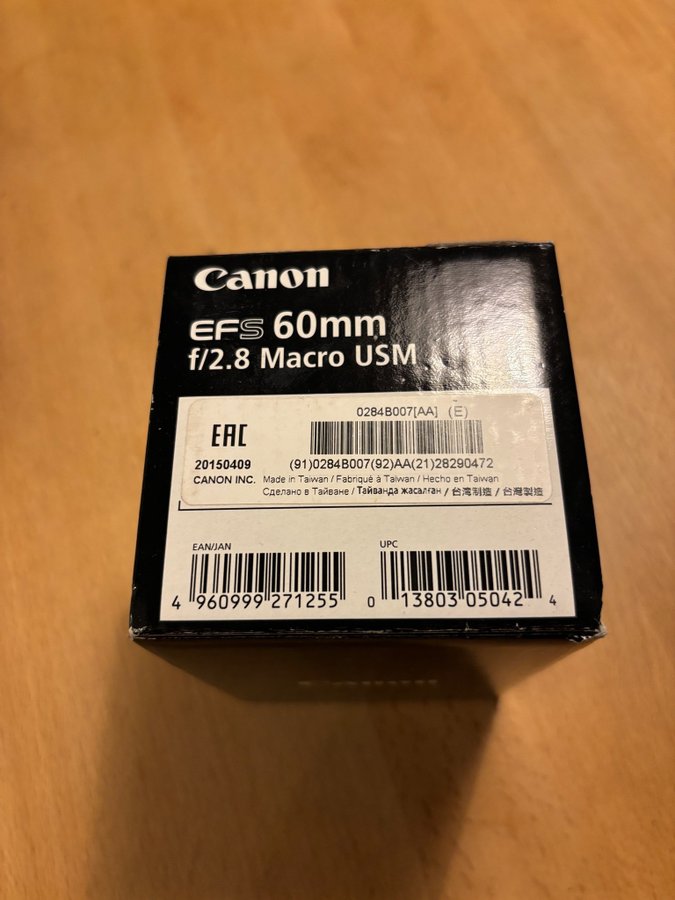 Canon
EFS 60mm
f/2.8 Macro USM
0284B007[AA] (E)
EAC
20150409
(91)0284B007(92)AA(21)28290472
CANON INC.
Made in Taiwan / Fabriqué à Taiwan / Hecho en Taiwan
Сделано в Тайване / Тайванда жасалған / 台湾制造 / 台灣製造
EAN/JAN
UPC
4 960999 271255
0 13803 05042 4